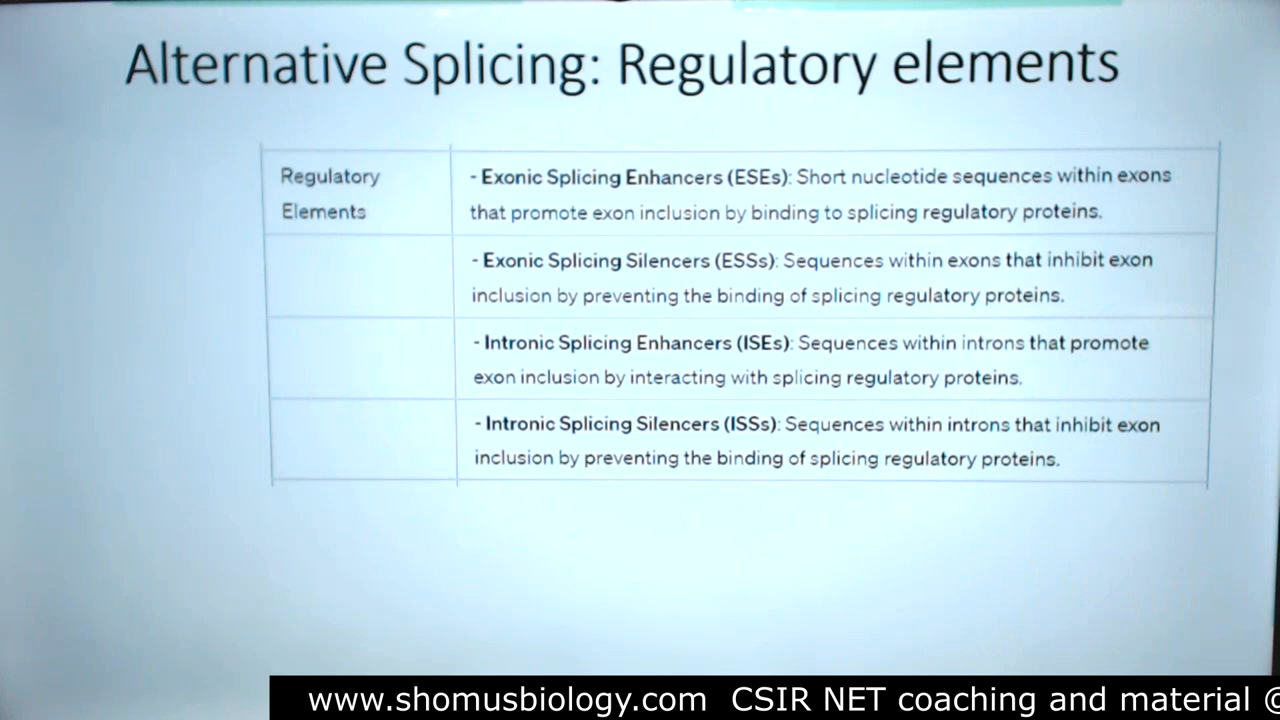 Alternative Splicing: Regulatory elements
Regulatory
Elements
- Exonic Splicing Enhancers (ESEs): Short nucleotide sequences within exons
that promote exon inclusion by binding to splicing regulatory proteins.
- Exonic Splicing Silencers (ESSs): Sequences within exons that inhibit exon
inclusion by preventing the binding of splicing regulatory proteins.
- Intronic Splicing Enhancers (ISEs): Sequences within introns that promote
exon inclusion by interacting with splicing regulatory proteins.
- Intronic Splicing Silencers (ISSs): Sequences within introns that inhibit exon
inclusion by preventing the binding of splicing regulatory proteins.
www.shomusbiology.com CSIR NET coaching and material ©